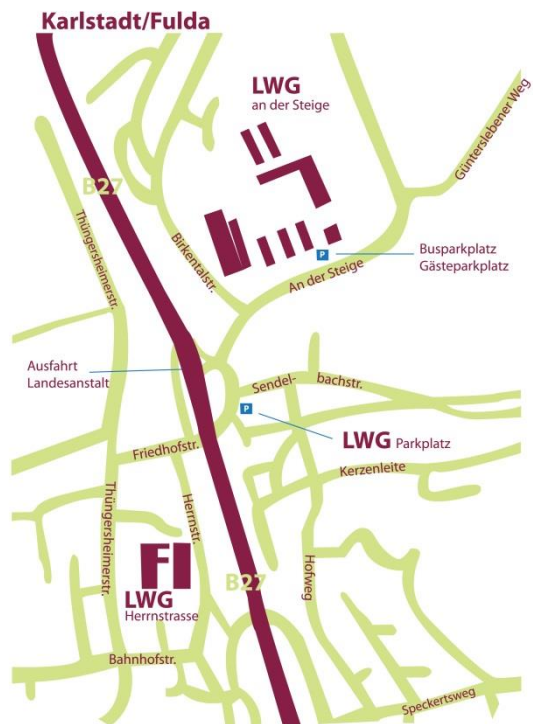 Karlstadt/Fulda
LWG
an der Steige
Günterslebener Weg
B27
Thüngersheimerstr.
Birkentalstr.
P
An der Steige
Busparkplatz
Gästeparkplatz
Ausfahrt
Landesanstalt
Sendel-
bachstr.
P
LWG Parkplatz
Friedhofstr.
Kerzenleite
Thüngersheimerstr.
Herrnstr.
Hofweg
B27
LWG
Herrnstrasse
Bahnhofstr.
Speckertsweg